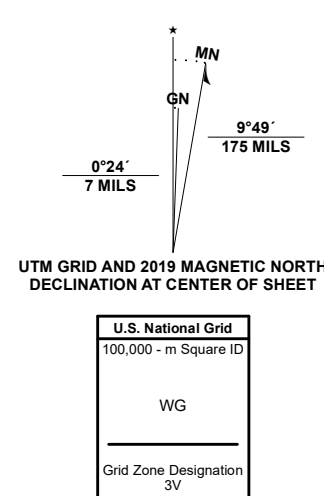 ★
MN
GN
9°49´
175 MILS
0°24´
7 MILS
UTM GRID AND 2019 MAGNETIC NORTH
DECLINATION AT CENTER OF SHEET
U.S. National Grid
100,000 - m Square ID
WG
Grid Zone Designation
3V